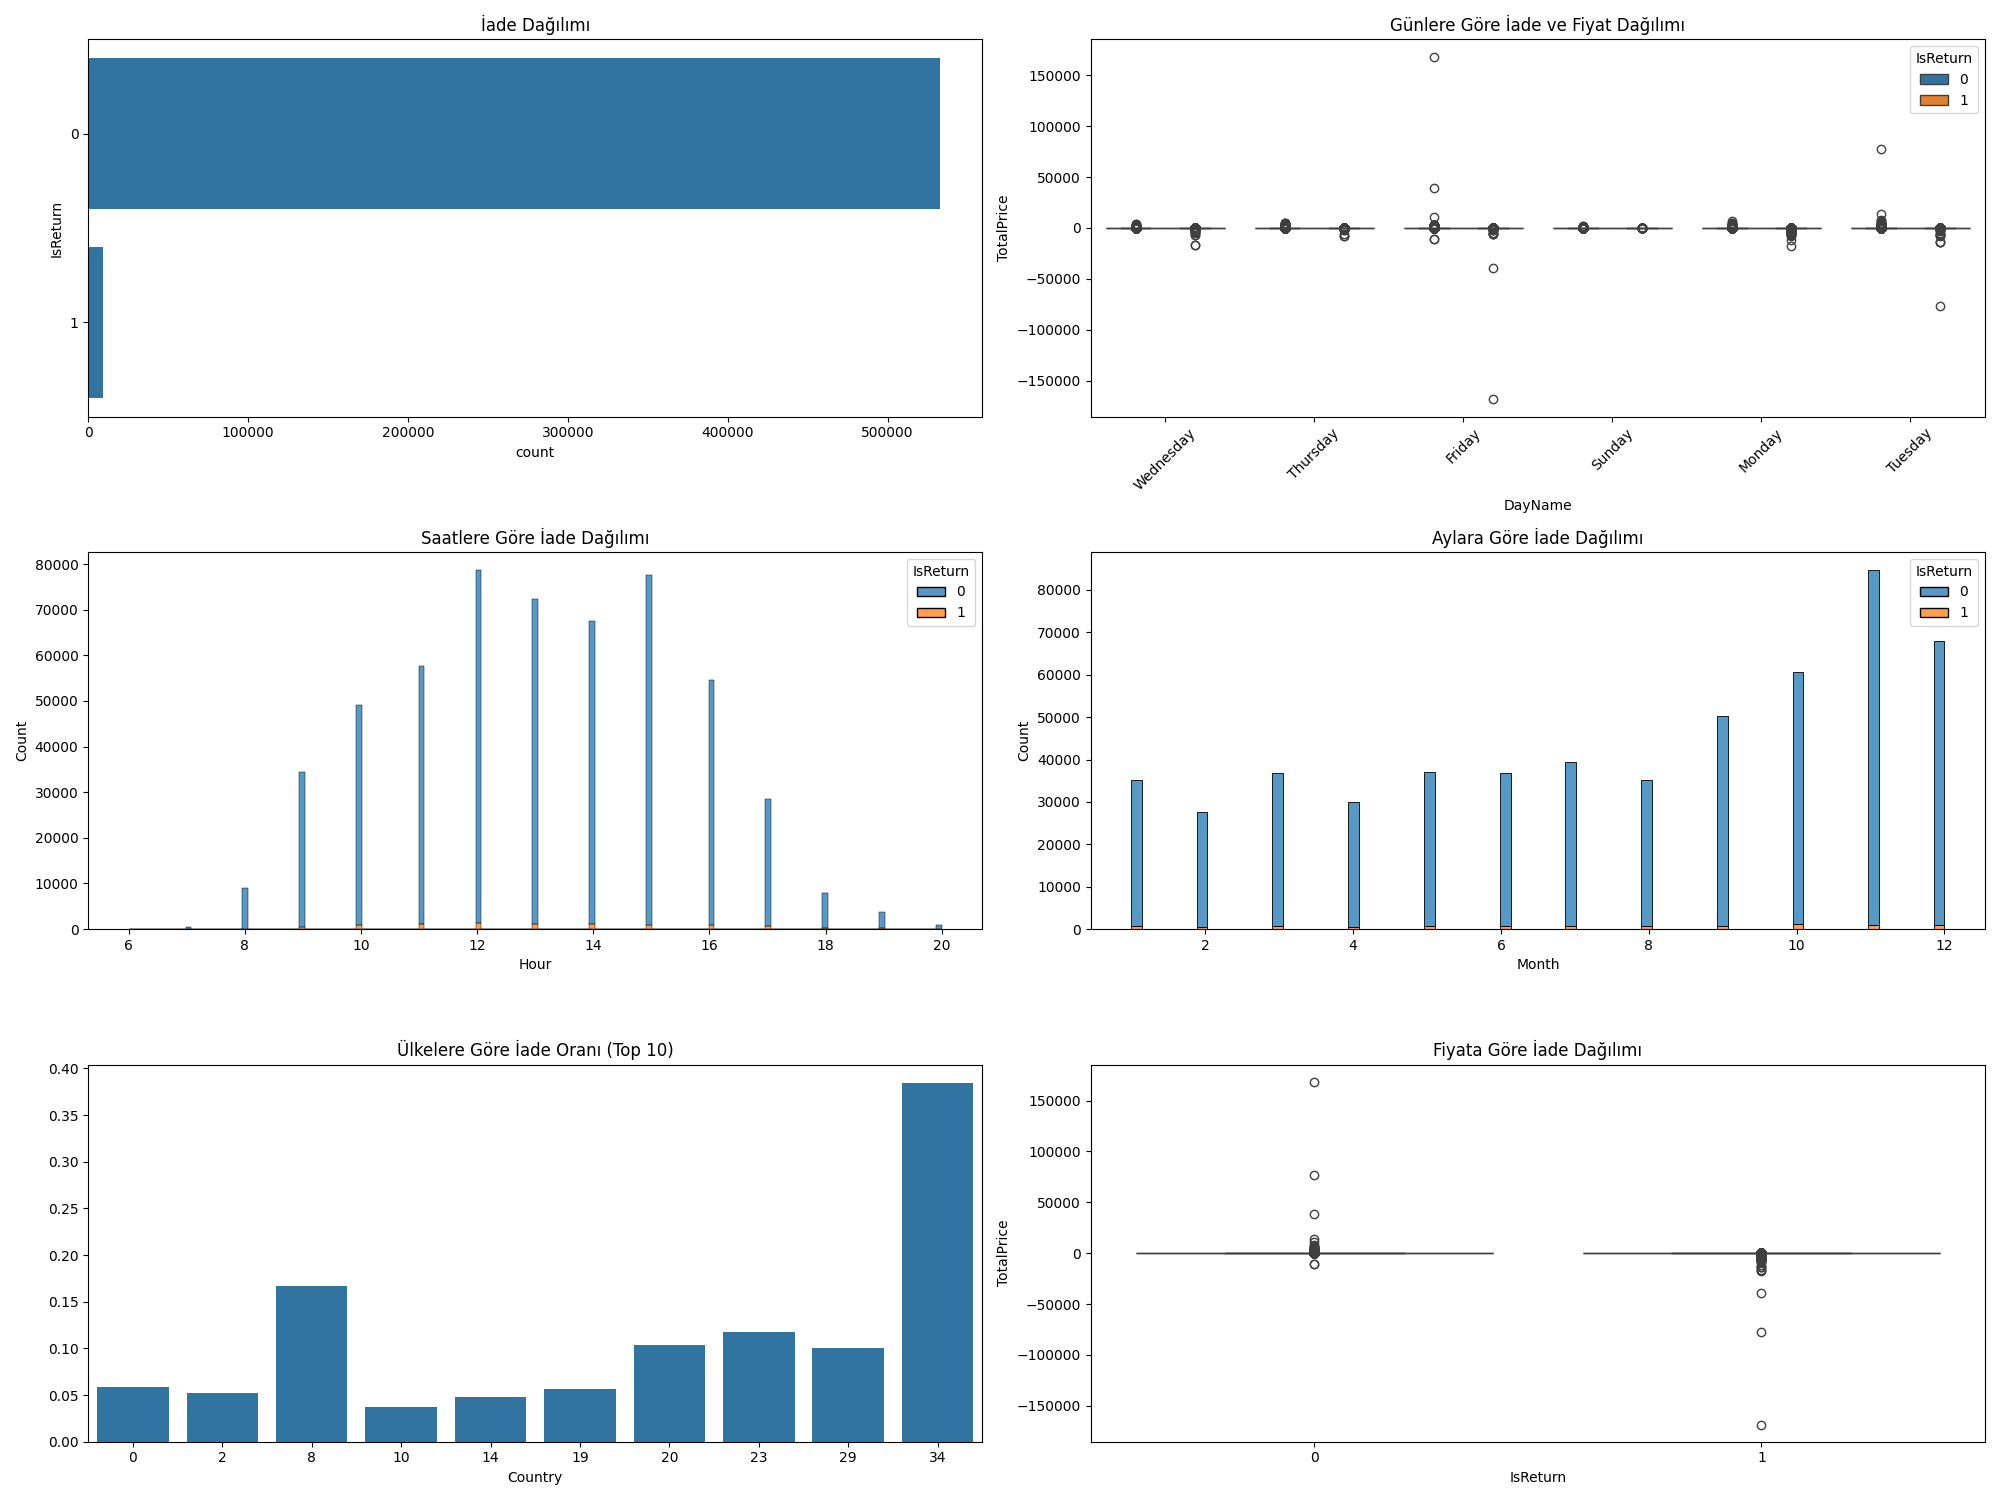 İade Dağılımı
IsReturn
0
1
0 100000 200000 300000 400000 500000
count
Günlere Göre İade ve Fiyat Dağılımı
IsReturn
0
1
TotalPrice
150000
100000
50000
0
−50000
−100000
−150000
Wednesday Thursday Friday Sunday Monday Tuesday
DayName
Saatlere Göre İade Dağılımı
IsReturn
0
1
Count
80000
70000
60000
50000
40000
30000
20000
10000
0
6 8 10 12 14 16 18 20
Hour
Aylara Göre İade Dağılımı
IsReturn
0
1
Count
80000
70000
60000
50000
40000
30000
20000
10000
0
2 4 6 8 10 12
Month
Ülkelere Göre İade Oranı (Top 10)
0.40
0.35
0.30
0.25
0.20
0.15
0.10
0.05
0.00
0 2 8 10 14 19 20 23 29 34
Country
Fiyata Göre İade Dağılımı
TotalPrice
150000
100000
50000
0
−50000
−100000
−150000
0 1
IsReturn